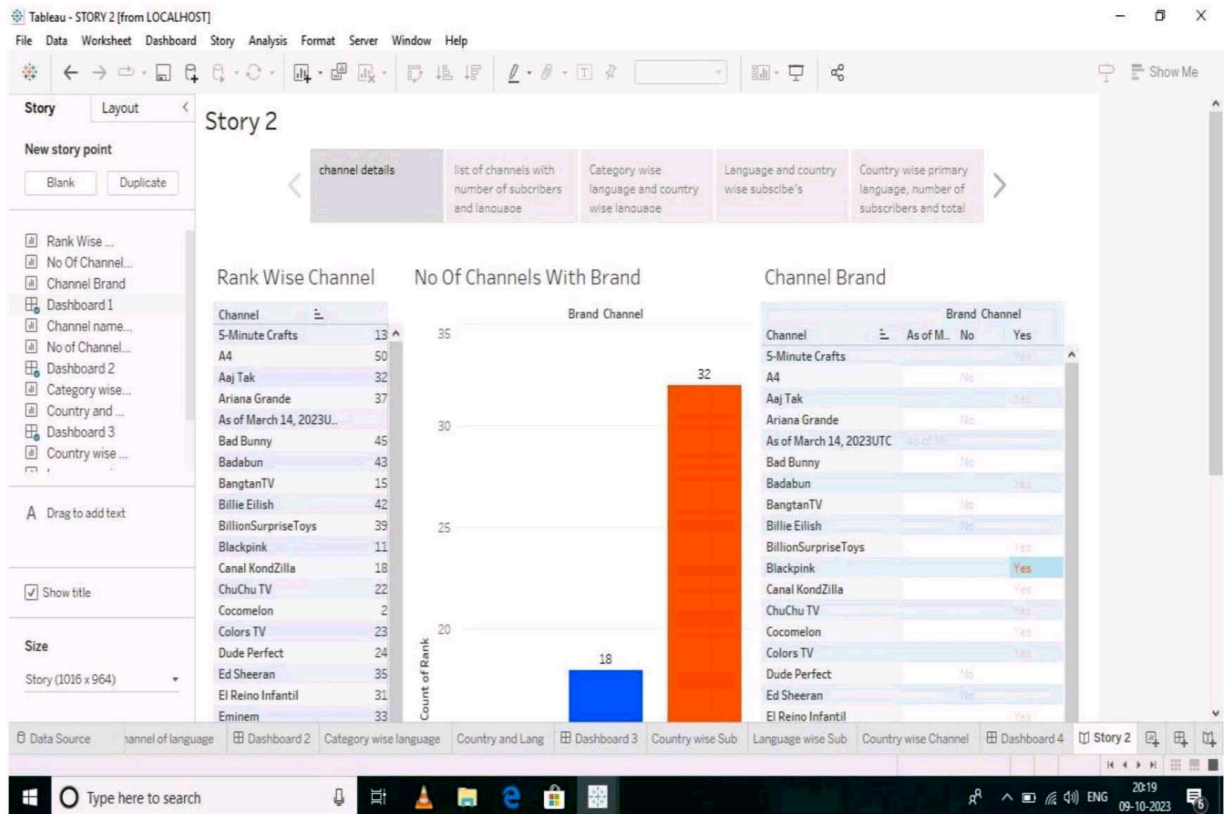 Tableau - STORY 2 [from LOCALHOST]
File Data Worksheet Dashboard Story Analysis Format Server Window Help
Show Me
Story Layout
New story point
Blank Duplicate
Rank Wise ...
No Of Channel...
Channel Brand
Dashboard 1
Channel name...
No of Channel...
Dashboard 2
Category wise...
Country and ...
Dashboard 3
Country wise ...
A Drag to add text
Show title
Size
Story (1016 x 964)
Story 2
channel details
list of channels with
number of subcribers
and language
Category wise
language and country
wise language
Language and country
wise subscibe's
Country wise primary
language, number of
subscribers and total
Rank Wise Channel
Channel
5-Minute Crafts 13
A4 50
Aaj Tak 32
Ariana Grande 37
As of March 14, 2023U..
Bad Bunny 45
Badabun 43
BangtanTV 15
Billie Eilish 42
BillionSurpriseToys 39
Blackpink 11
Canal KondZilla 18
ChuChu TV 22
Cocomelon 2
Colors TV 23
Dude Perfect 24
Ed Sheeran 35
El Reino Infantil 31
Eminem 33
No Of Channels With Brand
Brand Channel
35
30
25
20
Count of Rank
32
18
Channel Brand
Brand Channel
Channel As of M.. No Yes
5-Minute Crafts Yes
A4 No
Aaj Tak Yes
Ariana Grande No
As of March 14, 2023UTC As of M..
Bad Bunny No
Badabun Yes
BangtanTV No
Billie Eilish No
BillionSurpriseToys Yes
Blackpink Yes
Canal KondZilla Yes
ChuChu TV Yes
Cocomelon Yes
Colors TV Yes
Dude Perfect No
Ed Sheeran No
El Reino Infantil Yes
Data Source hannel of language Dashboard 2 Category wise language Country and Lang Dashboard 3 Country wise Sub Language wise Sub Country wise Channel Dashboard 4 Story 2
Type here to search
ENG
20:19
09-10-2023
6